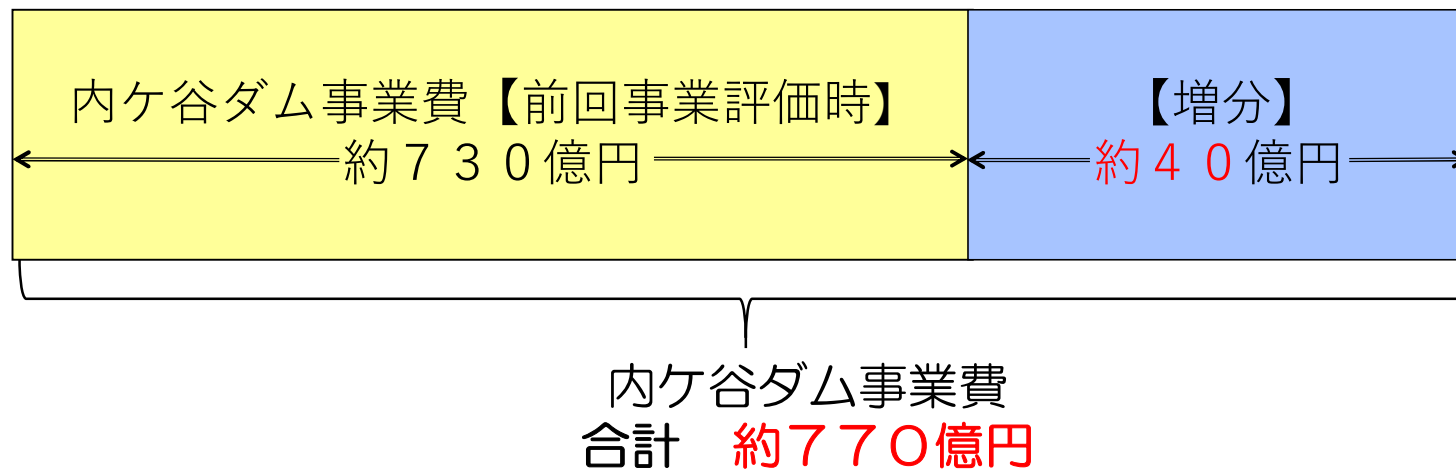 内ケ谷ダム事業費【前回事業評価時】
約７３０億円
【増分】
約４０億円
内ケ谷ダム事業費
合計　約７７０億円